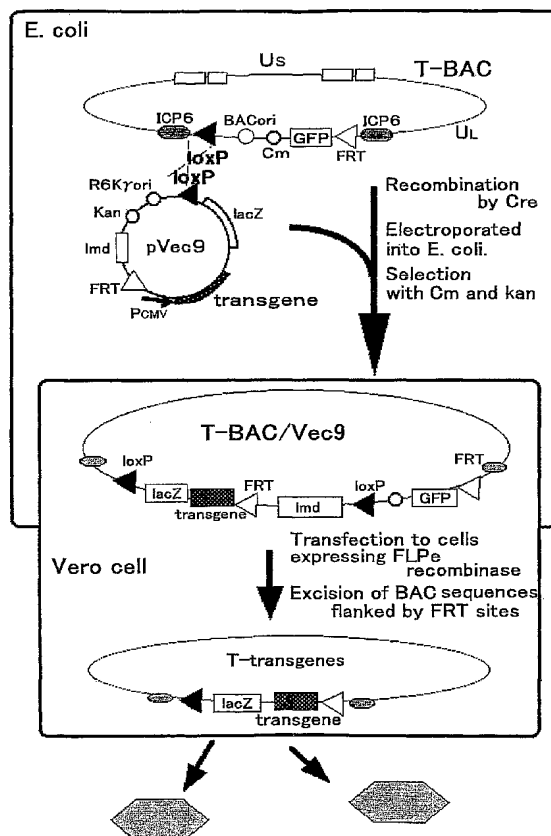 E. coli
Us
T-BAC
ICP6
BACori
ICP6
GFP
UL
Cm
FRT
loxP
loxP
R6Kγori
Kan
lacZ
lmd
pVec9
FRT
PCMV
transgene
Recombination
by Cre
Electroporated
into E. coli.
Selection
with Cm and kan
T-BAC/Vec9
loxP
FRT
loxP
FRT
lacZ
lmd
GFP
transgene
Transfection to cells
expressing FLPe
recombinase
Vero cell
Excision of BAC sequences
flanked by FRT sites
T-transgenes
lacZ
transgene